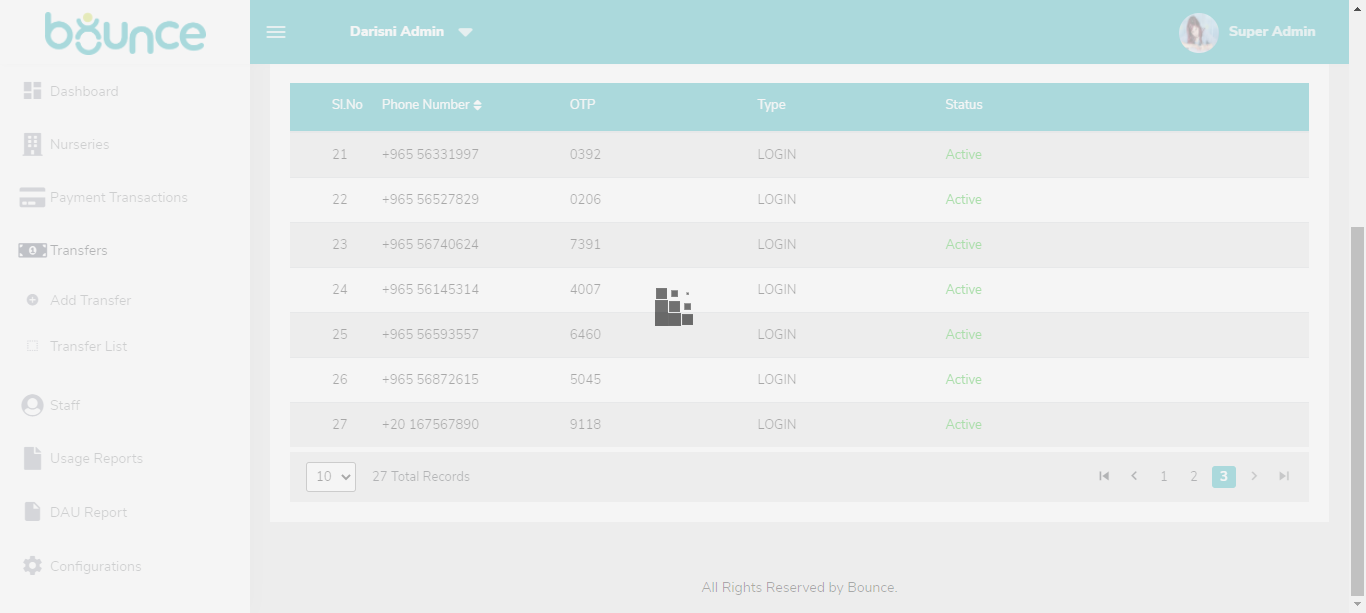 bounce
Darisni Admin
Super Admin
Dashboard
Nurseries
Payment Transactions
Transfers
Add Transfer
Transfer List
Staff
Usage Reports
DAU Report
Configurations
Sl.No Phone Number OTP Type Status
21 +965 56331997 0392 LOGIN Active
22 +965 56527829 0206 LOGIN Active
23 +965 56740624 7391 LOGIN Active
24 +965 56145314 4007 LOGIN Active
25 +965 56593557 6460 LOGIN Active
26 +965 56872615 5045 LOGIN Active
27 +20 167567890 9118 LOGIN Active
10 27 Total Records 1 2 3
All Rights Reserved by Bounce.